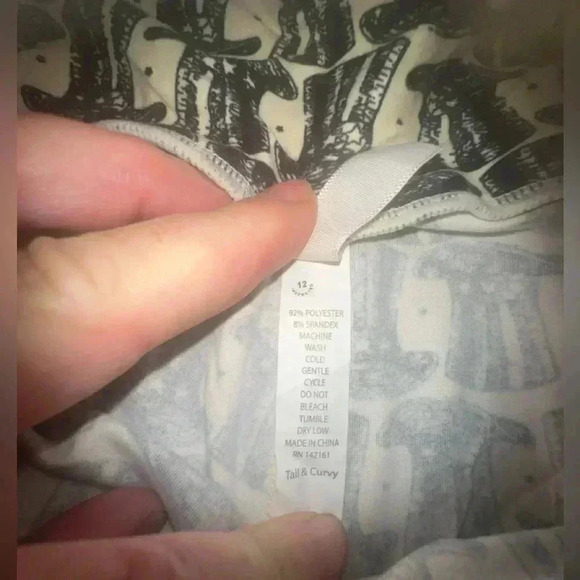 12
92% POLYESTER
8% SPANDEX
MACHINE
WASH
COLD
GENTLE
CYCLE
DO NOT
BLEACH
TUMBLE
DRY LOW
MADE IN CHINA
RN 142161
Tall & Curvy